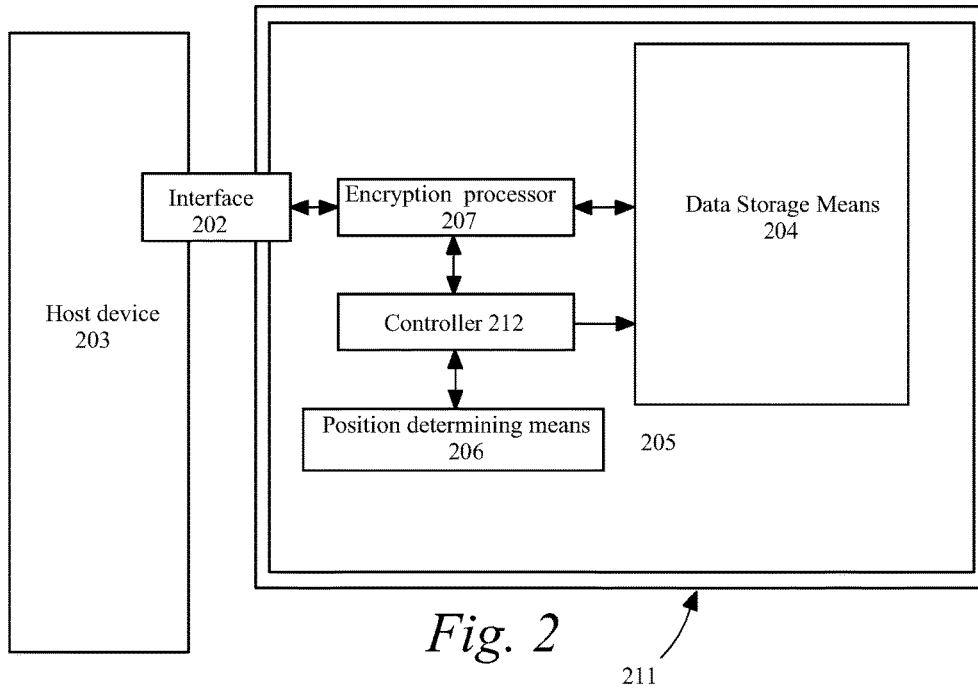 Interface
202
Encryption processor
207
Data Storage Means
204
Host device
203
Controller 212
Position determining means
206
205
Fig. 2
211